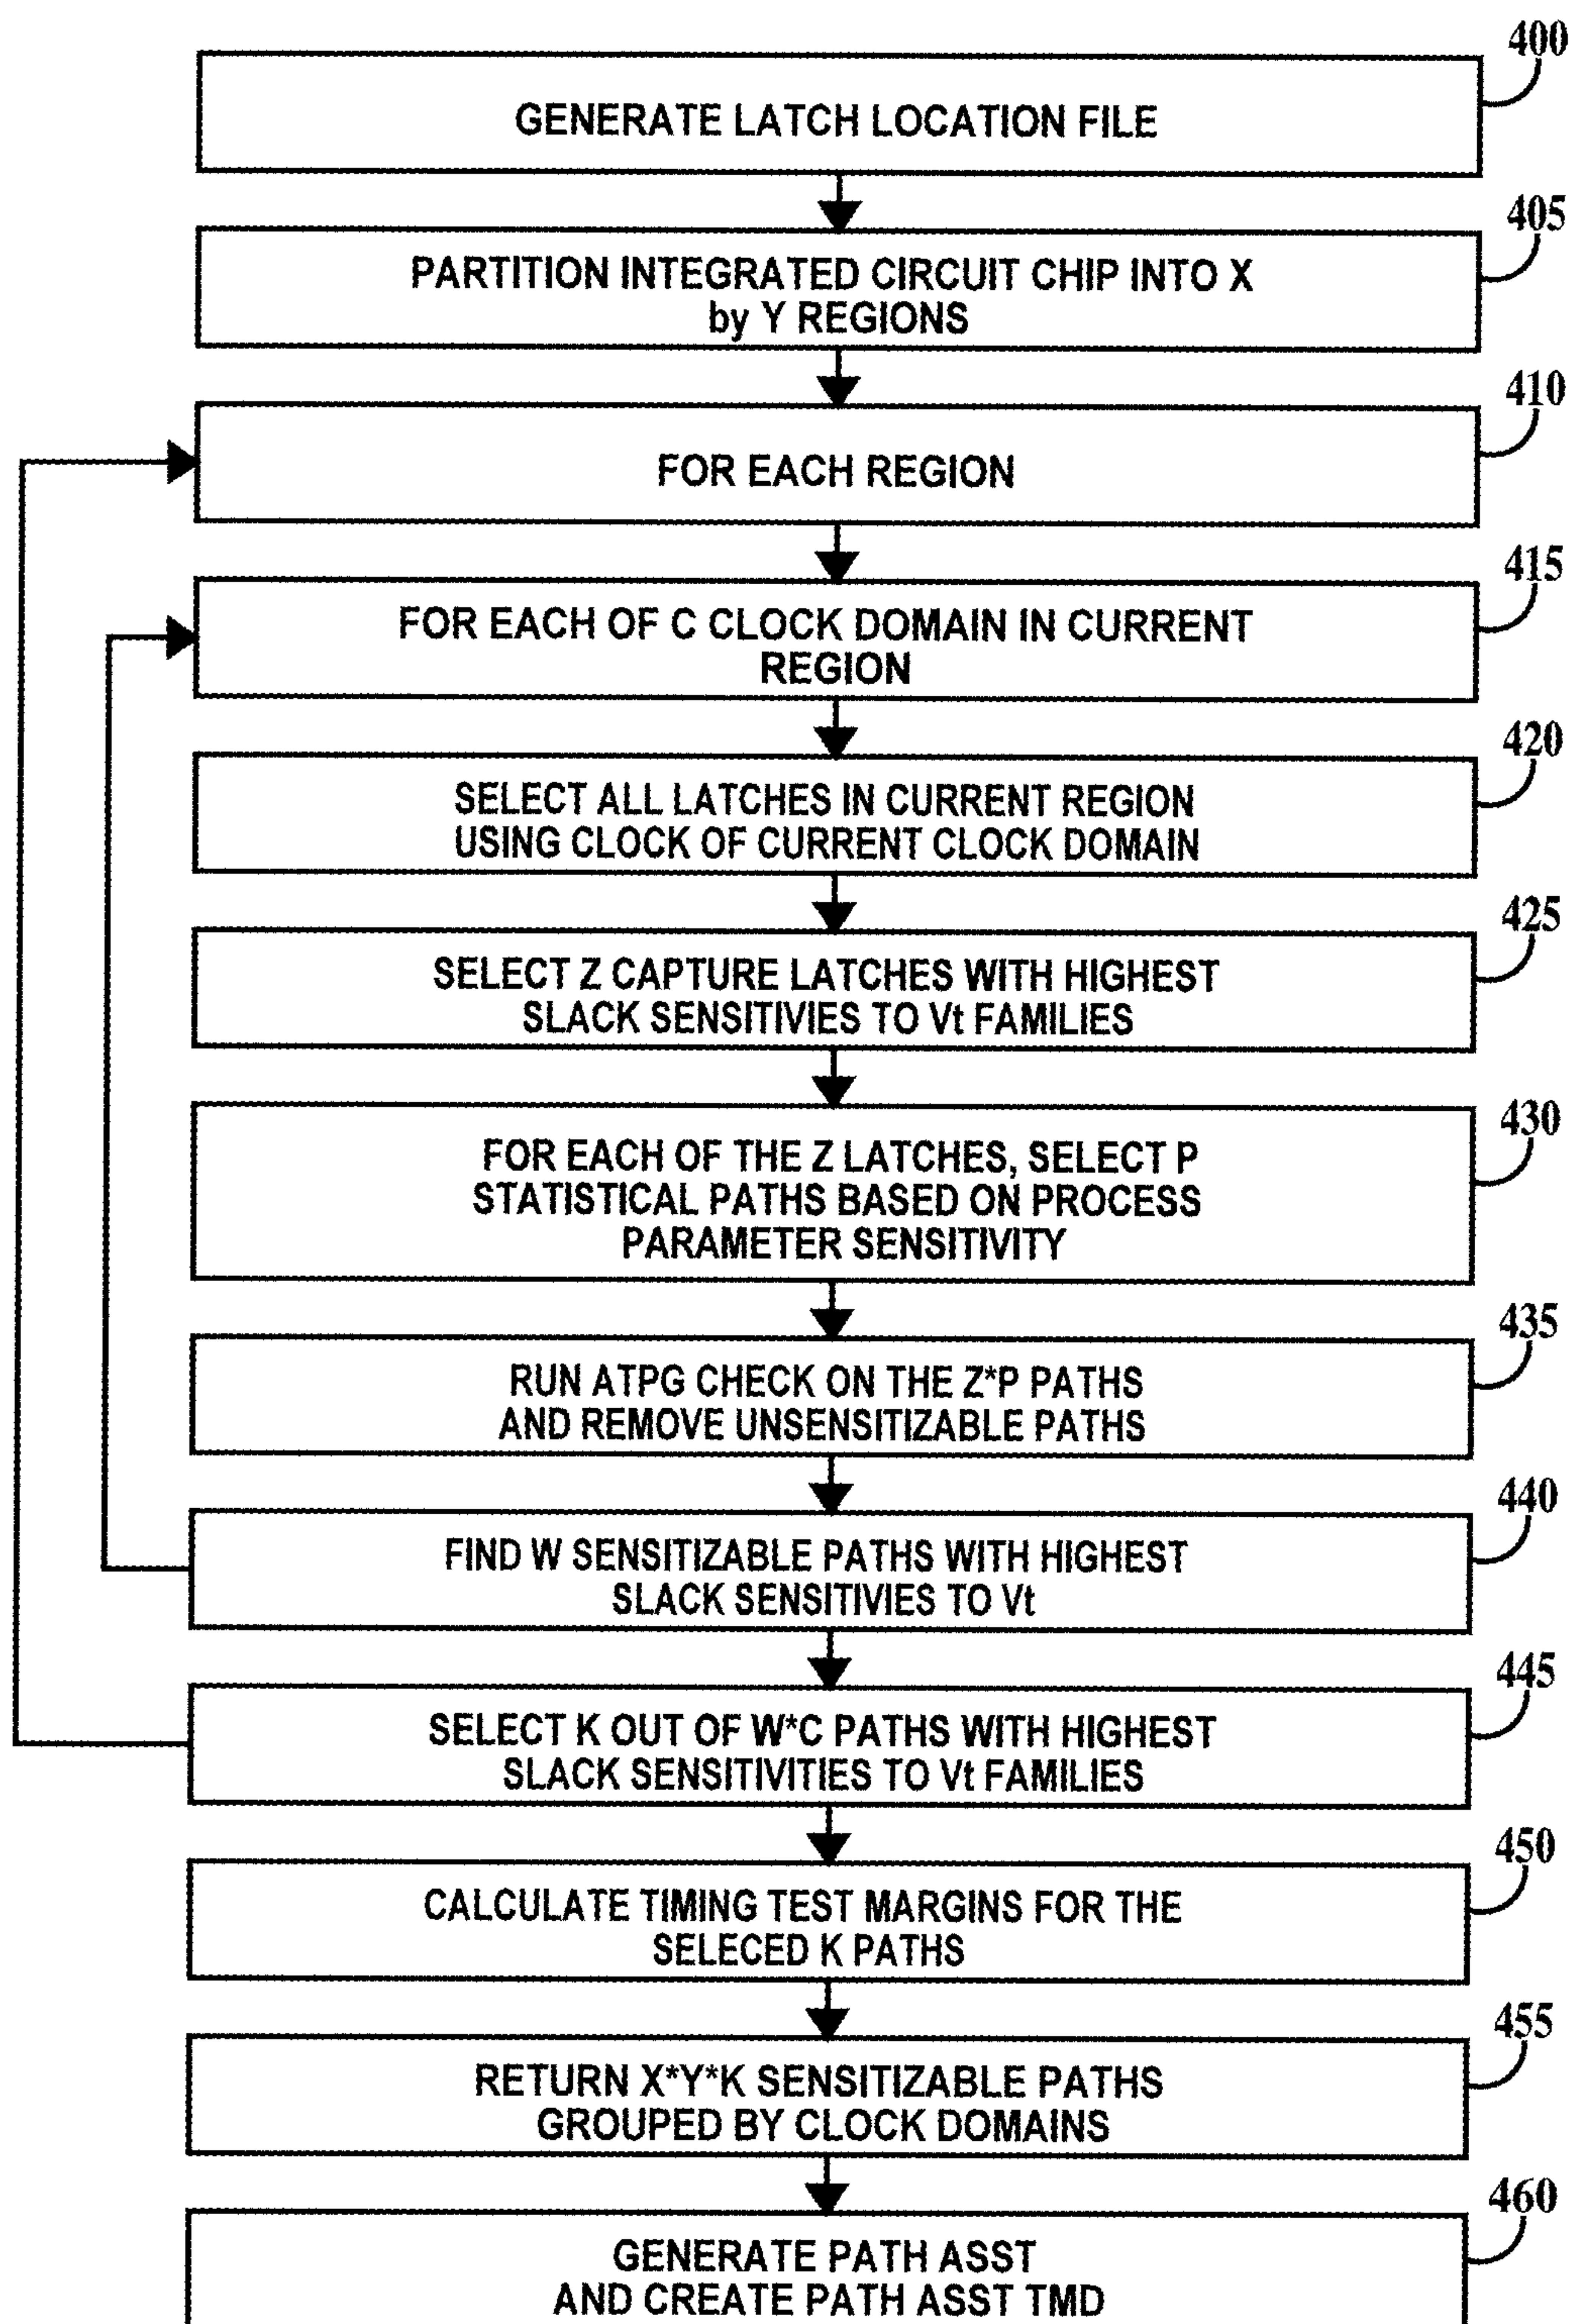 400
GENERATE LATCH LOCATION FILE
405
PARTITION INTEGRATED CIRCUIT CHIP INTO X
by Y REGIONS
410
FOR EACH REGION
415
FOR EACH OF C CLOCK DOMAIN IN CURRENT
REGION
420
SELECT ALL LATCHES IN CURRENT REGION
USING CLOCK OF CURRENT CLOCK DOMAIN
425
SELECT Z CAPTURE LATCHES WITH HIGHEST
SLACK SENSITIVIES TO Vt FAMILIES
430
FOR EACH OF THE Z LATCHES, SELECT P
STATISTICAL PATHS BASED ON PROCESS
PARAMETER SENSITIVITY
435
RUN ATPG CHECK ON THE Z*P PATHS
AND REMOVE UNSENSITIZABLE PATHS
440
FIND W SENSITIZABLE PATHS WITH HIGHEST
SLACK SENSITIVIES TO Vt
445
SELECT K OUT OF W*C PATHS WITH HIGHEST
SLACK SENSITIVITIES TO Vt FAMILIES
450
CALCULATE TIMING TEST MARGINS FOR THE
SELECED K PATHS
455
RETURN X*Y*K SENSITIZABLE PATHS
GROUPED BY CLOCK DOMAINS
460
GENERATE PATH ASST
AND CREATE PATH ASST TMD